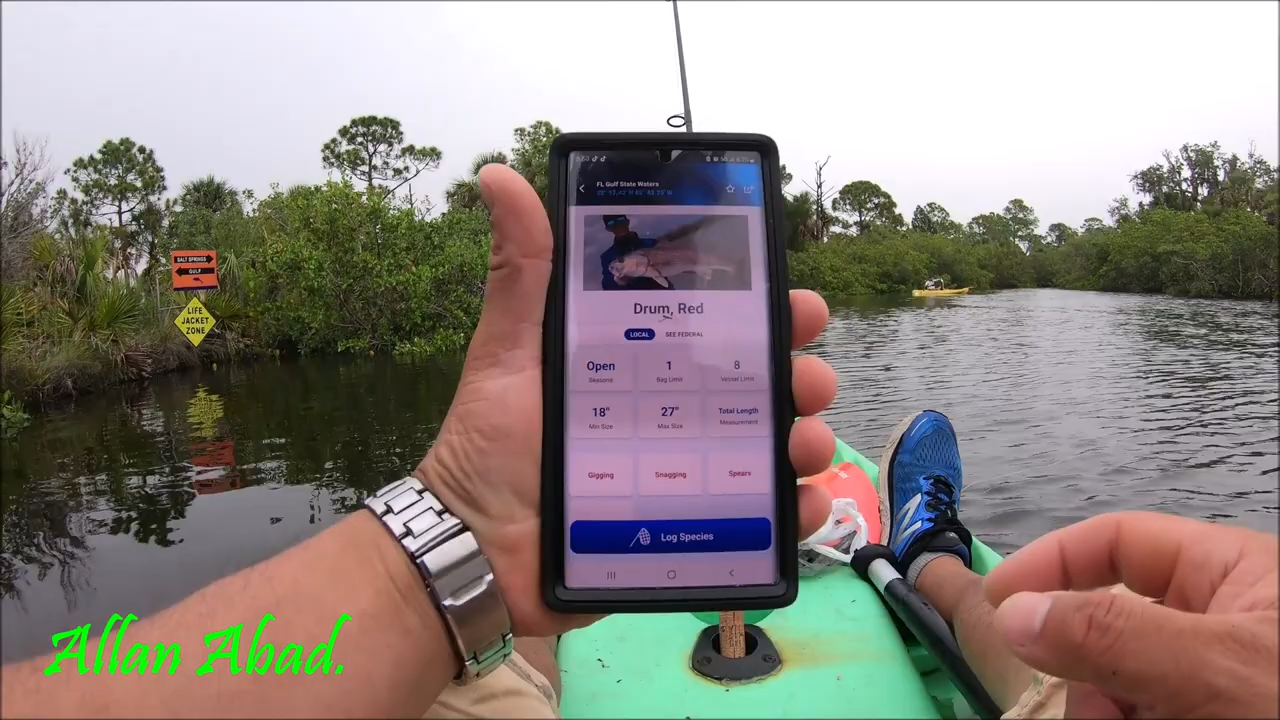 SALT SPRINGS
GULF
LIFE
JACKET
ZONE
FL Gulf State Waters
Drum, Red
LOCAL SEE FEDERAL
Open 1 8
Seasons Bag Limit Vessel Limit
18" 27" Total Length
Min Size Max Size Measurement
Gigging Snagging Spears
Log Species
N
Allan Abad.